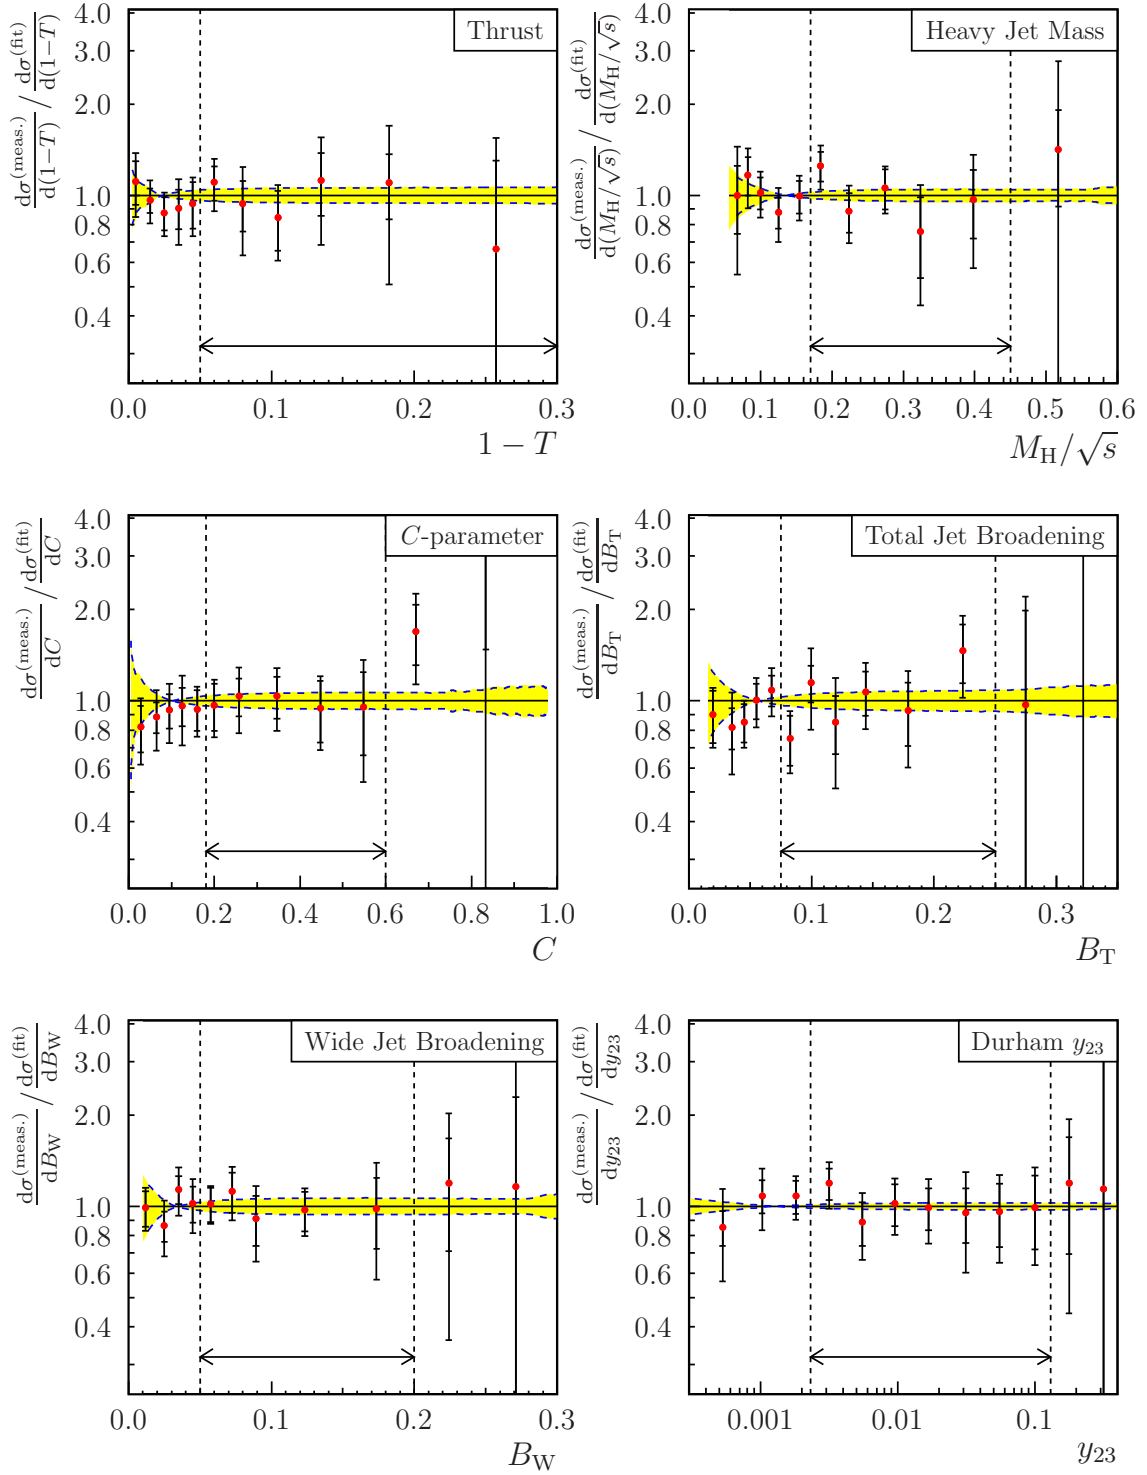 Thrust
dσ(meas.)/d(1−T) / dσ(fit)/d(1−T)
4.0
3.0
2.0
1.0
0.8
0.6
0.4
0.0 0.1 0.2 0.3
1 − T
Heavy Jet Mass
dσ(meas.)/d(M_H/√s) / dσ(fit)/d(M_H/√s)
4.0
3.0
2.0
1.0
0.8
0.6
0.4
0.0 0.1 0.2 0.3 0.4 0.5 0.6
M_H/√s
C-parameter
dσ(meas.)/dC / dσ(fit)/dC
4.0
3.0
2.0
1.0
0.8
0.6
0.4
0.0 0.2 0.4 0.6 0.8 1.0
C
Total Jet Broadening
dσ(meas.)/dB_T / dσ(fit)/dB_T
4.0
3.0
2.0
1.0
0.8
0.6
0.4
0.0 0.1 0.2 0.3
B_T
Wide Jet Broadening
dσ(meas.)/dB_W / dσ(fit)/dB_W
4.0
3.0
2.0
1.0
0.8
0.6
0.4
0.0 0.1 0.2 0.3
B_W
Durham y₂₃
dσ(meas.)/dy₂₃ / dσ(fit)/dy₂₃
4.0
3.0
2.0
1.0
0.8
0.6
0.4
0.001 0.01 0.1
y₂₃